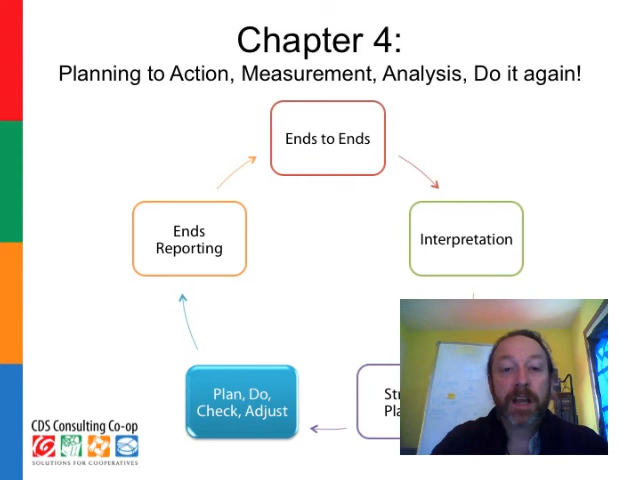 Chapter 4:
Planning to Action, Measurement, Analysis, Do it again!
Ends to Ends
Interpretation
Plan, Do,
Check, Adjust
Ends
Reporting
CDS Consulting Co-op
SOLUTIONS FOR COOPERATIVES